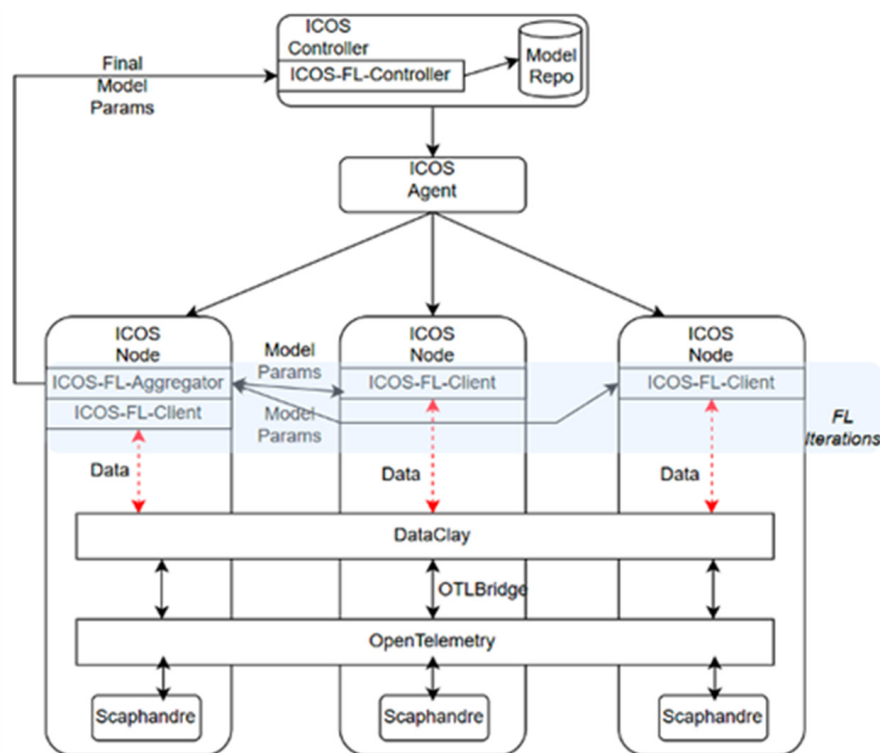 ICOS
Controller
ICOS-FL-Controller
Model
Repo
Final
Model
Params
ICOS
Agent
ICOS
Node
ICOS
Node
ICOS
Node
ICOS-FL-Aggregator
ICOS-FL-Client
Model
Params
Model
Params
ICOS-FL-Client
ICOS-FL-Client
FL
Iterations
Data
Data
Data
DataClay
OTLBridge
OpenTelemetry
Scaphandre
Scaphandre
Scaphandre